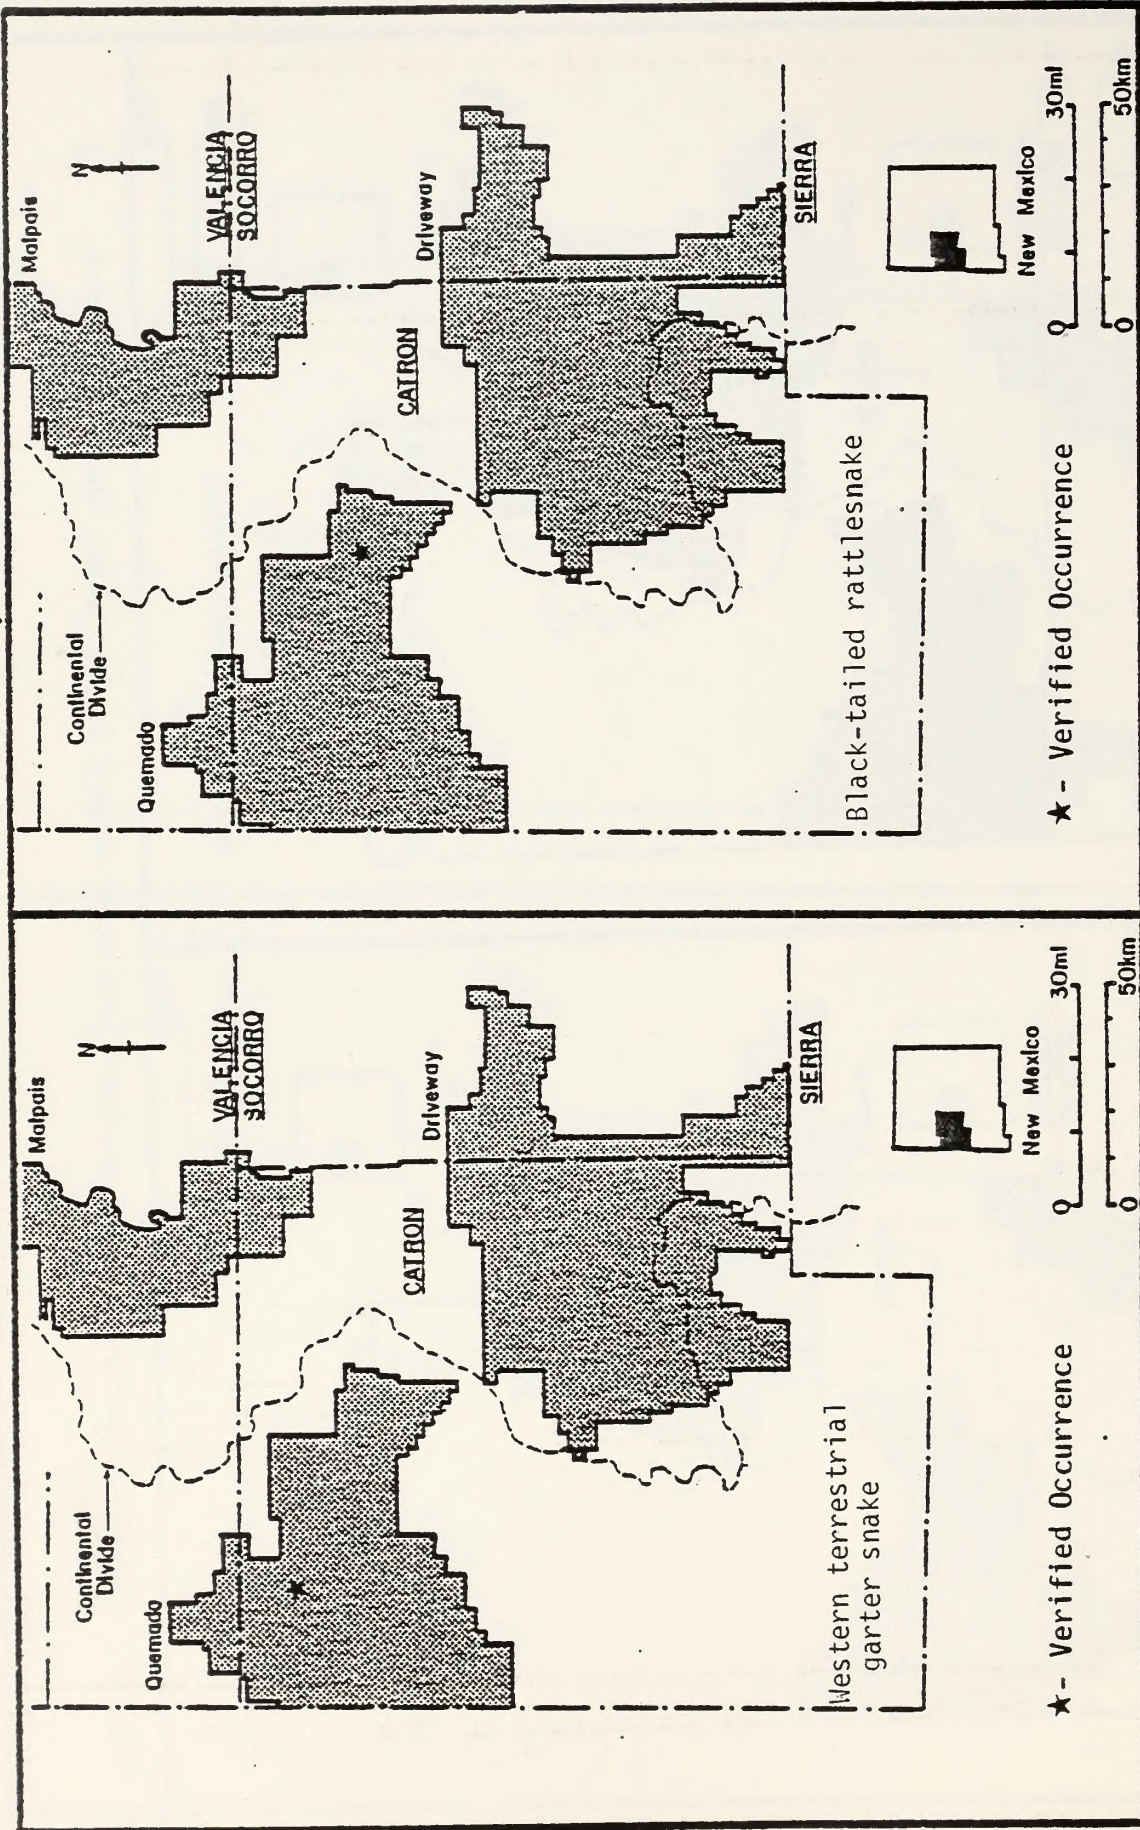 Malpais
N
Continental
Divide
VALENCIA
SOCORRO
Quemado
CATRON
Driveway
SIERRA
Western terrestrial
garter snake
New Mexico
★- Verified Occurrence
0 30mi
0 50km
Malpais
N
Continental
Divide
VALENCIA
SOCORRO
Quemado
CATRON
Driveway
SIERRA
Black-tailed rattlesnake
New Mexico
★- Verified Occurrence
0 30mi
0 50km